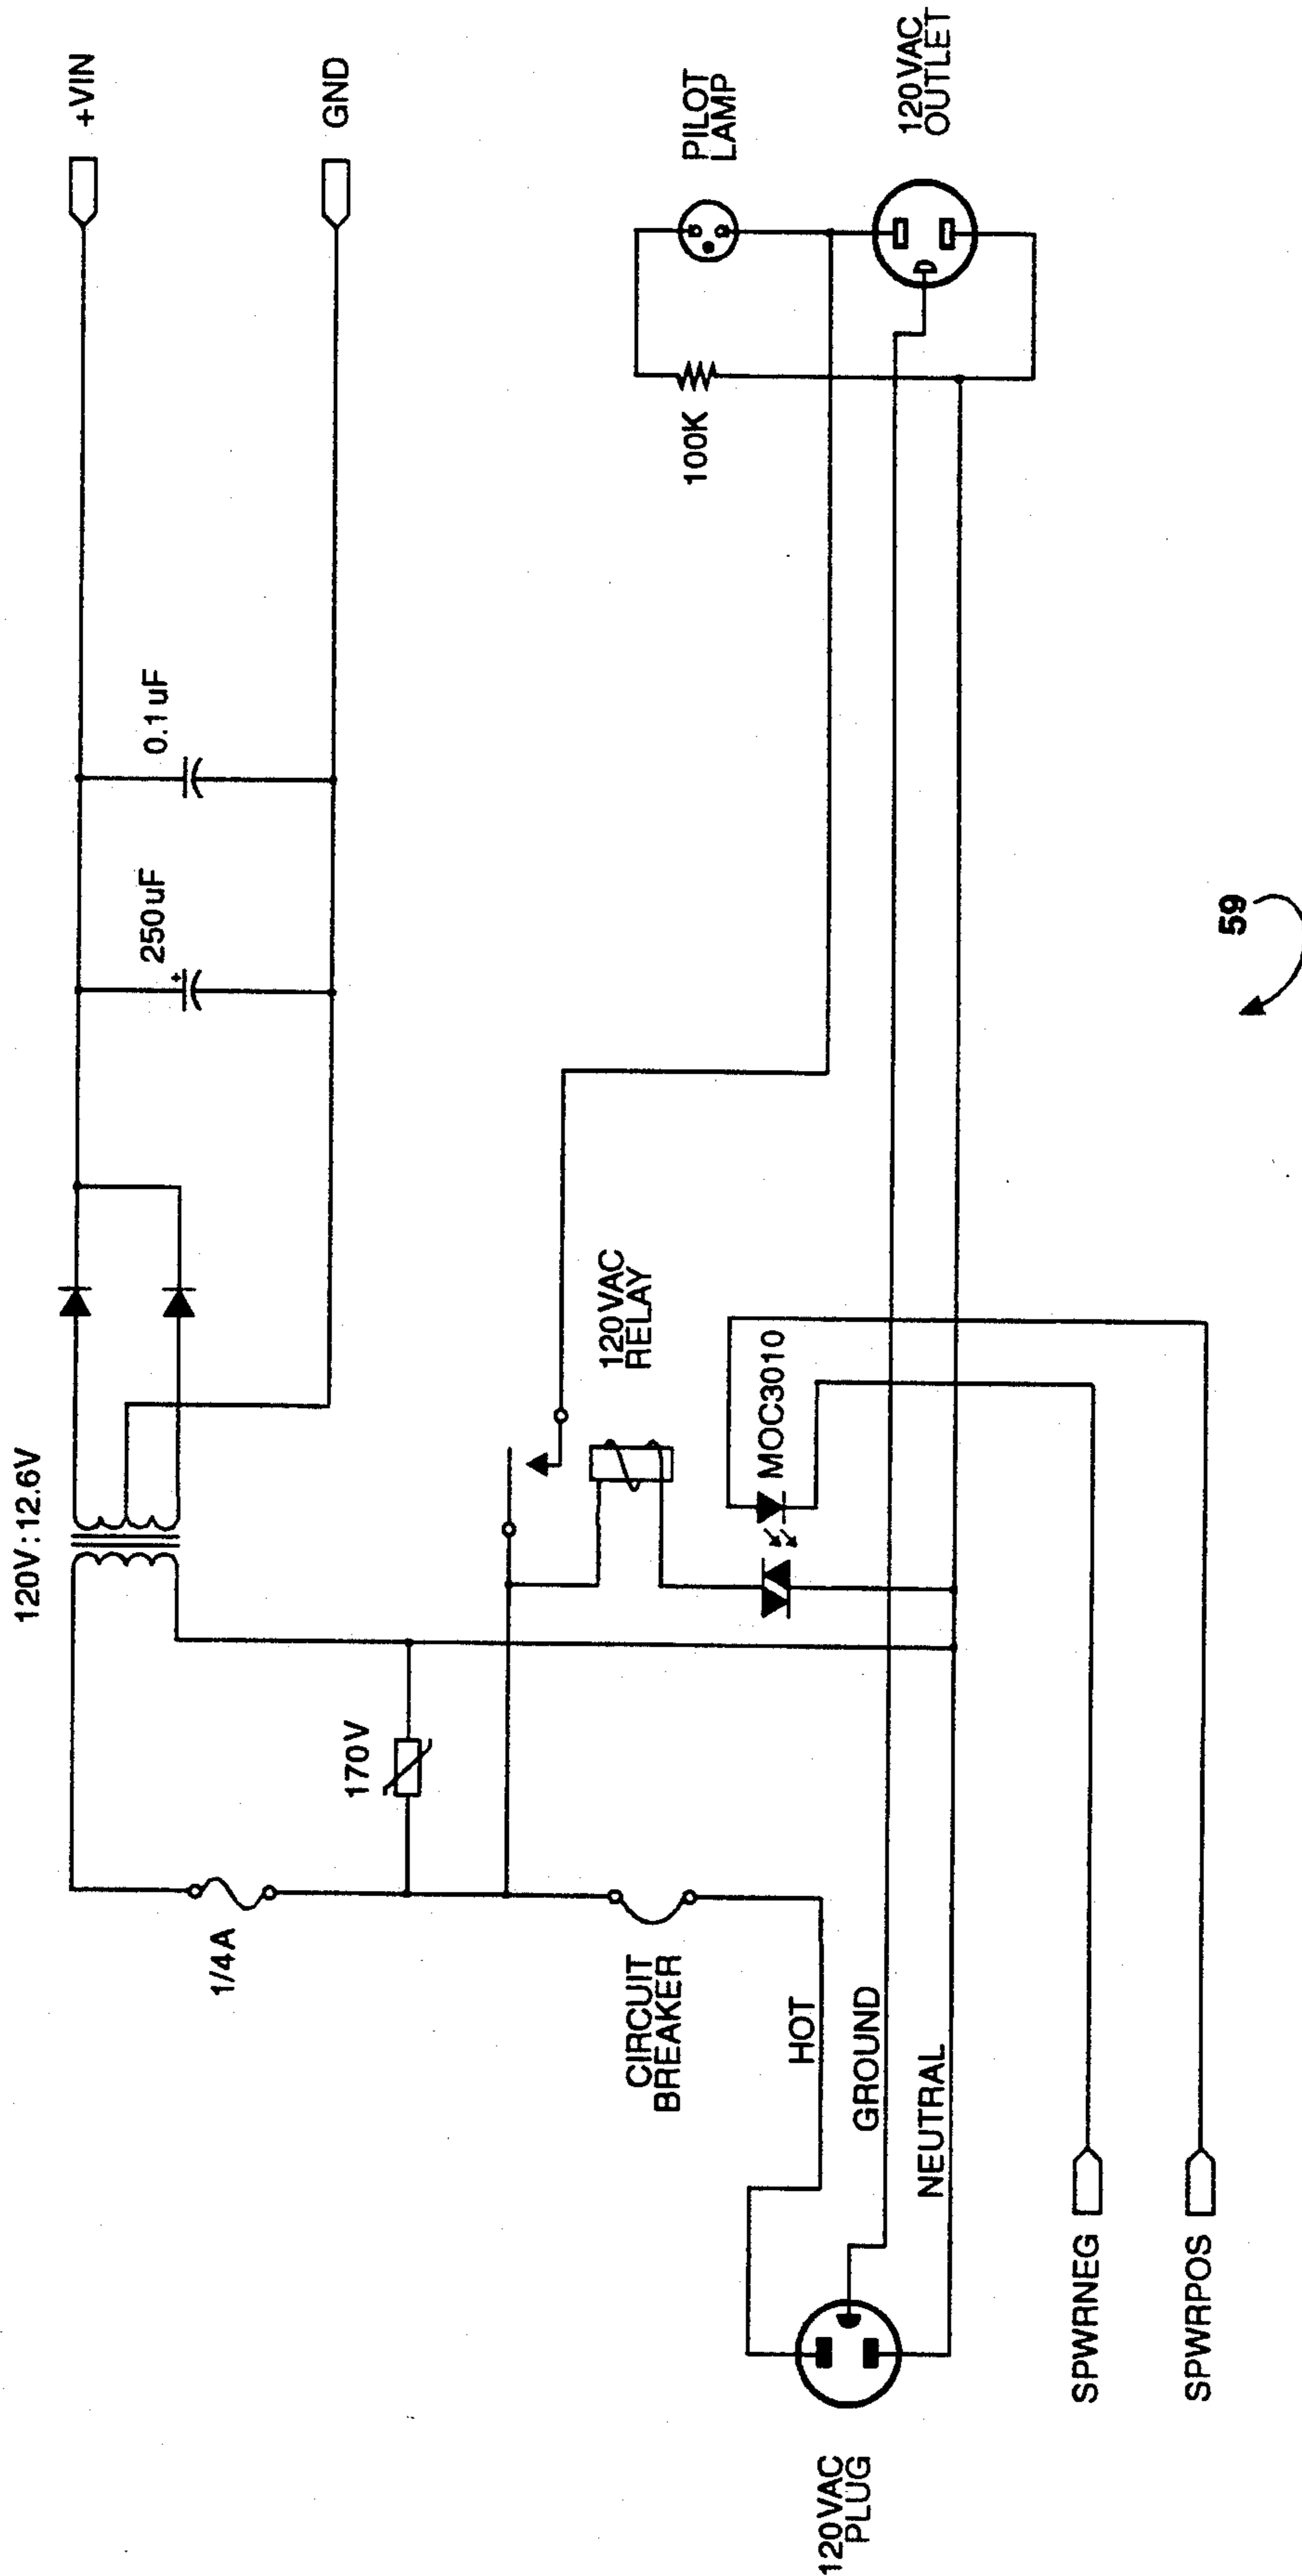 120V:12.6V
+VIN
GND
250uF
0.1uF
1/4A
170V
120VAC
RELAY
PILOT
LAMP
100K
CIRCUIT
BREAKER
MOC3010
HOT
GROUND
NEUTRAL
120VAC
PLUG
120VAC
OUTLET
SPWRNEG
SPWRPOS
59